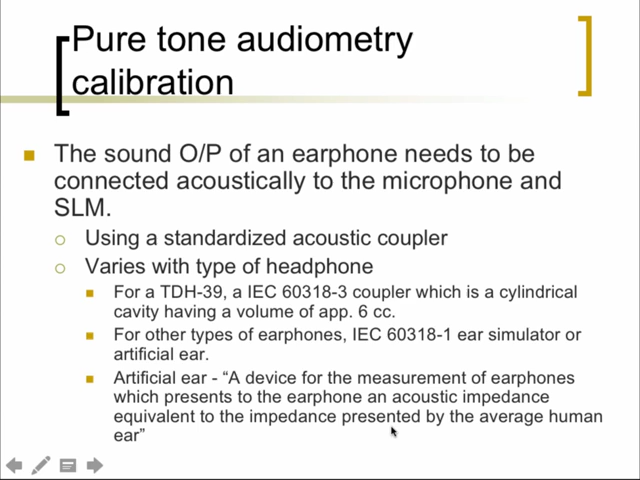 Pure tone audiometry
calibration
The sound O/P of an earphone needs to be
connected acoustically to the microphone and
SLM.
Using a standardized acoustic coupler
Varies with type of headphone
For a TDH-39, a IEC 60318-3 coupler which is a cylindrical
cavity having a volume of app. 6 cc.
For other types of earphones, IEC 60318-1 ear simulator or
artificial ear.
Artificial ear - “A device for the measurement of earphones
which presents to the earphone an acoustic impedance
equivalent to the impedance presented by the average human
ear”